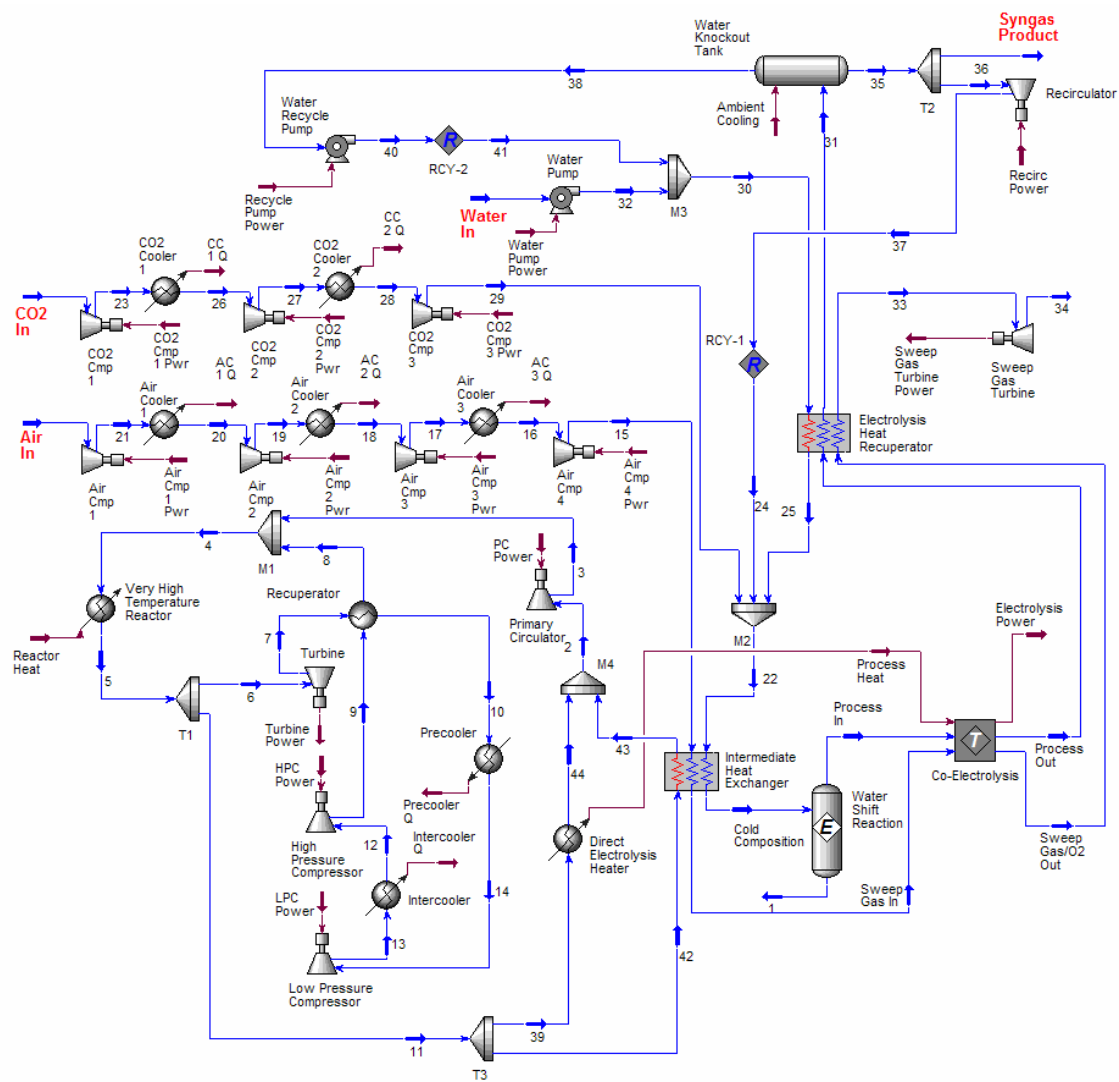 Syngas
Product
Water
Knockout
Tank
38
35
36
T2
Recirculator
Ambient
Cooling
31
Recirc
Power
Water
Recycle
Pump
40
R
41
RCY-2
Water
Pump
30
M3
Recycle
Pump
Power
Water
In
32
Water
Pump Power
37
CO2
Cooler
1
CC
1 Q
CO2
Cooler
2
CC
2 Q
23
26
27
28
29
33
34
CO2
In
CO2
Cmp
1
CO2
Cmp
1 Pwr
CO2
Cmp
2
CO2
Cmp
2 Pwr
CO2
Cmp
3
CO2
Cmp
3 Pwr
RCY-1
R
Sweep
Gas
Turbine
Power
Sweep
Gas
Turbine
AC
1 Q
AC
2 Q
AC
3 Q
Air
Cooler
1
Air
Cooler
2
Air
Cooler
3
Air
In
21
20
19
18
17
16
15
Electrolysis
Heat
Recuperator
Air
Cmp
1
Air
Cmp
1
Pwr
Air
Cmp
2
Air
Cmp
2
Pwr
Air
Cmp
3
Air
Cmp
3
Pwr
Air
Cmp
4
Air
Cmp
4 Pwr
24
25
4
M1
8
3
PC
Power
Very High
Temperature
Reactor
Recuperator
Primary
Circulator
2
M2
Electrolysis
Power
Reactor
Heat
5
7
Turbine
M4
22
Process
Heat
6
T1
9
10
Process
In
Turbine
Power
Precooler
43
Intermediate
Heat
Exchanger
T
Process
Out
Co-Electrolysis
HPC
Power
44
Precooler
Q
Water
Shift
Reaction
E
High
Pressure
Compressor
12
Intercooler
Q
Direct
Electrolysis
Heater
Cold
Composition
Sweep
Gas/O2
Out
LPC
Power
Intercooler
14
Sweep
Gas In
1
13
42
Low Pressure
Compressor
11
39
T3